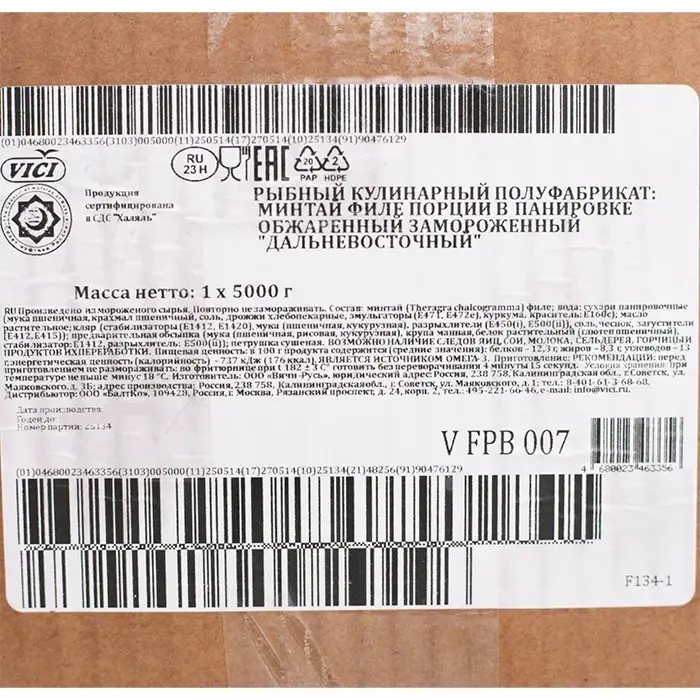 (01)04680023463356(3103)005000(11)250514(17)270514(10)25134(91)90476129
VICI
RU
23 H
EAC
20
PAP
2
HDPE
Продукция
сертифицирована
в СДС "Халяль"
РЫБНЫЙ КУЛИНАРНЫЙ ПОЛУФАБРИКАТ:
МИНТАЙ ФИЛЕ ПОРЦИИ В ПАНИРОВКЕ
ОБЖАРЕННЫЙ ЗАМОРОЖЕННЫЙ
"ДАЛЬНЕВОСТОЧНЫЙ"
Масса нетто: 1 x 5000 г
RU Произведено из мороженого сырья. Повторно не замораживать. Состав: минтай (Theragra chalcogramma) филе; вода; сухари панировочные
(мука пшеничная, крахмал пшеничный, соль, дрожжи хлебопекарные, эмульгаторы (E471, E472e), куркума, краситель E160c); масло
растительное; кляр (стабилизаторы (E1412, E1420), мука (пшеничная, кукурузная), разрыхлители (E450(i), E500(ii)), соль, чеснок, загустители
(E412, E415)); предварительная обсыпка (мука (пшеничная, рисовая, кукурузная), крупа манная, белок растительный (глютен пшеничный),
стабилизатор: E1412, разрыхлитель: E500(ii)); петрушка сушеная. ВОЗМОЖНО НАЛИЧИЕ СЛЕДОВ ЯИЦ, СОИ, МОЛОКА, СЕЛЬДЕРЕЯ, ГОРЧИЦЫ И
ПРОДУКТОВ ИХ ПЕРЕРАБОТКИ. Пищевая ценность: в 100 г продукта содержится (средние значения): белков – 12,3 г, жиров – 8,3 г, углеводов – 13
г, энергетическая ценность (калорийность) – 737 кДж (176 ккал). ЯВЛЯЕТСЯ ИСТОЧНИКОМ ОМЕГА-3. Приготовление: РЕКОМЕНДАЦИИ: перед
приготовлением не размораживать: во фритюрнице при t 182 ± 3 C° готовить без переворачивания 4 минуты 15 секунд. Условия хранения: при
температуре не выше минус 18 °C. Изготовитель: ООО «Вичи-Русь», юридический адрес: Россия, 238 758, Калининградская обл., г. Советск, ул.
Маяковского, д. 3Б; адрес производства: Россия, 238 758, Калининградская обл., г. Советск, ул. Маяковского, д. 1; тел.: 8-401-61-3-68-68.
Дистрибьютор: ООО «БалтКо», 109428, Россия, г. Москва, Рязанский проспект, д. 24, корп. 2, тел.: 495-221-66-46, e-mail: info@vici.ru.
Дата производства:
Годен до:
Номер партии: 25134
V FPB 007
4 680023 463356
(01)04680023463356(3103)005000(11)250514(17)270514(10)25134(21)48256(91)90476129
F134-1